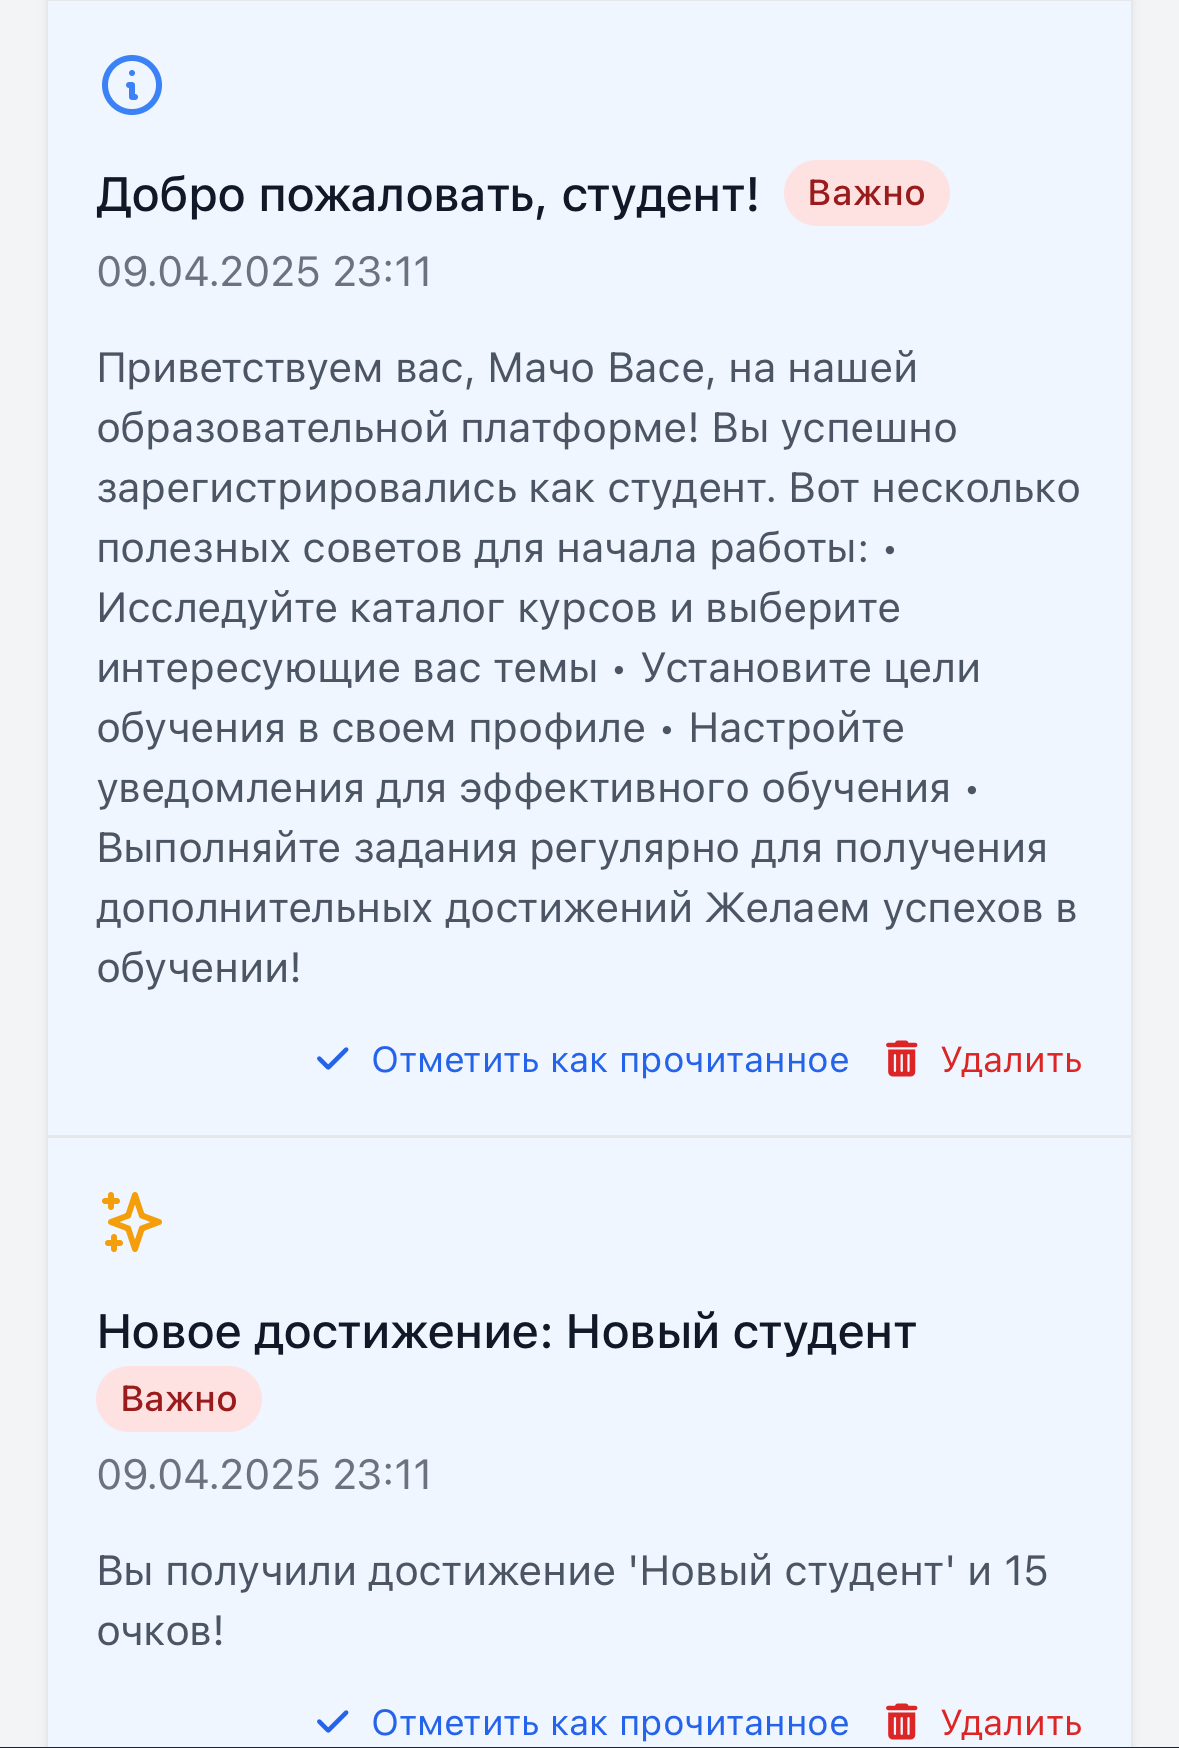 Добро пожаловать, студент! Важно
09.04.2025 23:11
Приветствуем вас, Мачо Васе, на нашей
образовательной платформе! Вы успешно
зарегистрировались как студент. Вот несколько
полезных советов для начала работы: •
Исследуйте каталог курсов и выберите
интересующие вас темы • Установите цели
обучения в своем профиле • Настройте
уведомления для эффективного обучения •
Выполняйте задания регулярно для получения
дополнительных достижений Желаем успехов в
обучении!
Отметить как прочитанное Удалить
Новое достижение: Новый студент
Важно
09.04.2025 23:11
Вы получили достижение 'Новый студент' и 15
очков!
Отметить как прочитанное Удалить